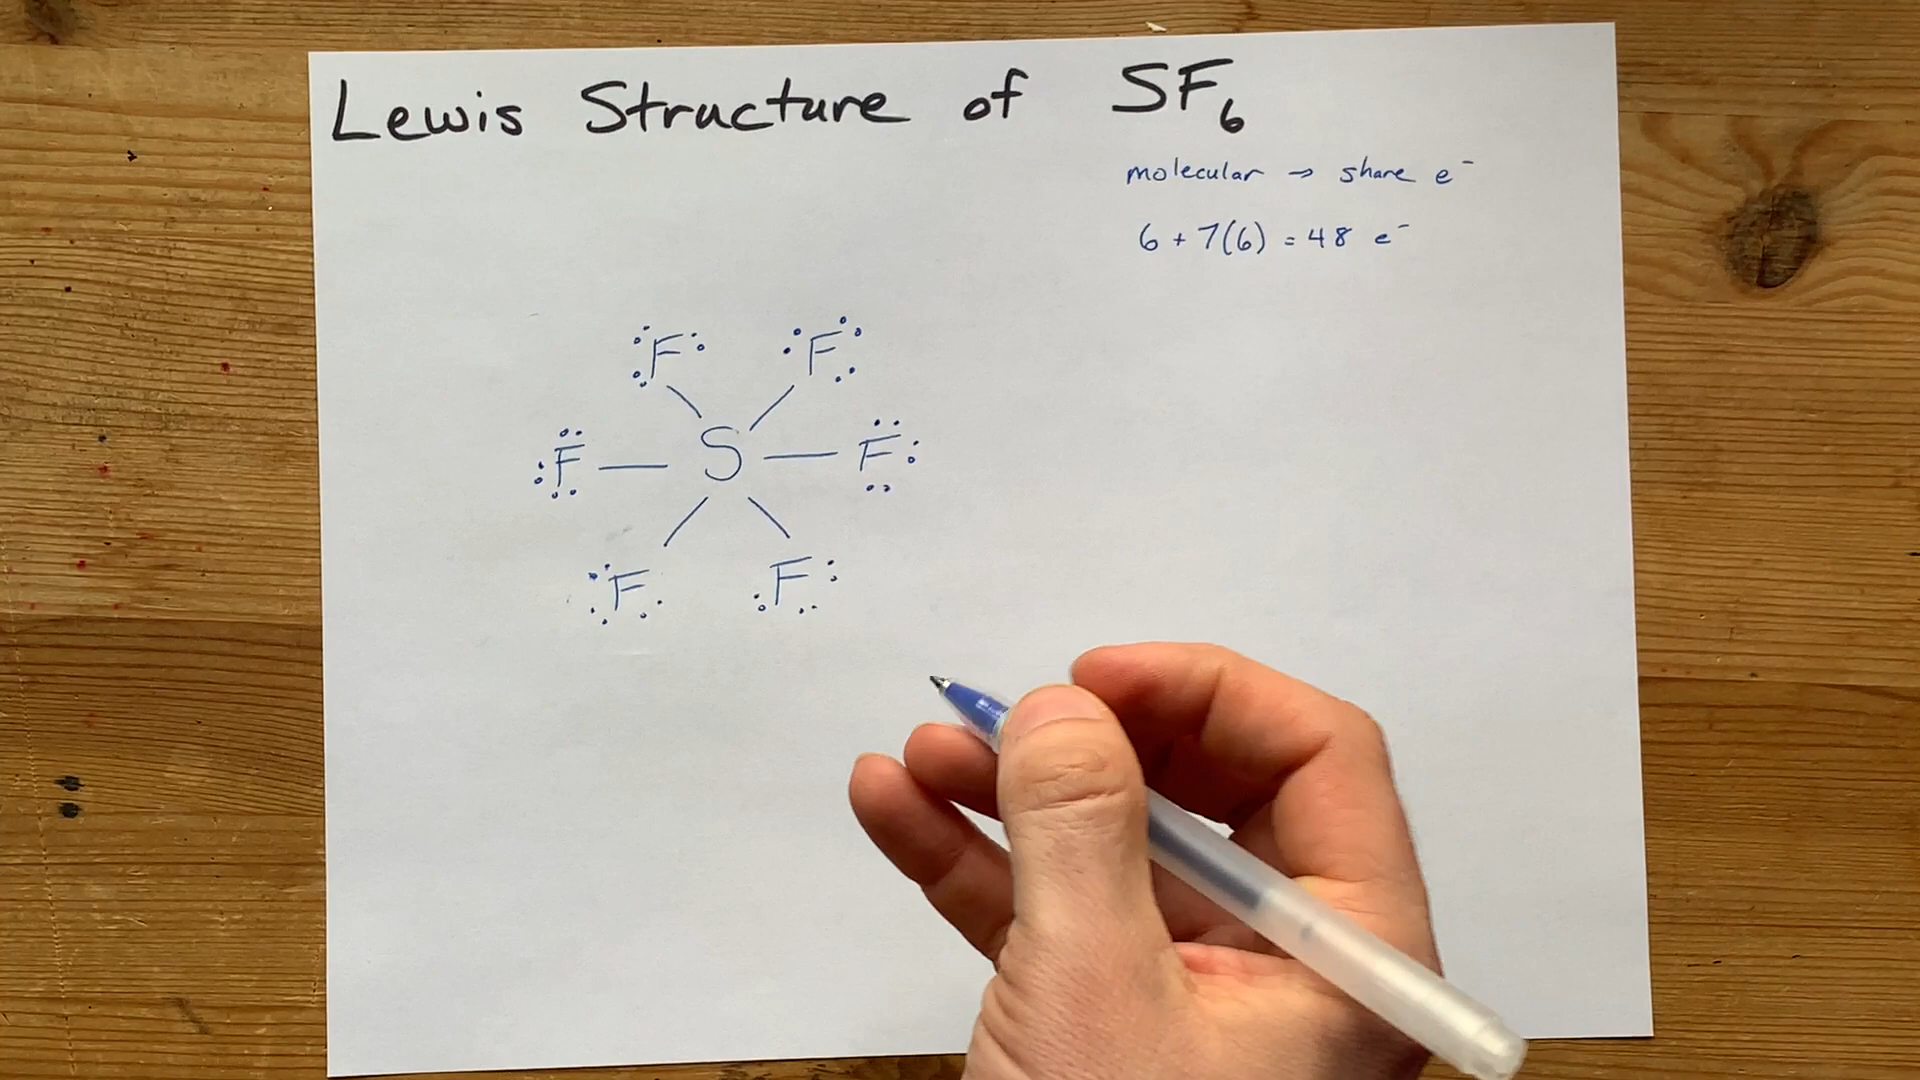 Lewis Structure of SF₆
molecular → share e⁻
6 + 7(6) = 48 e⁻
F F
F S F
F F